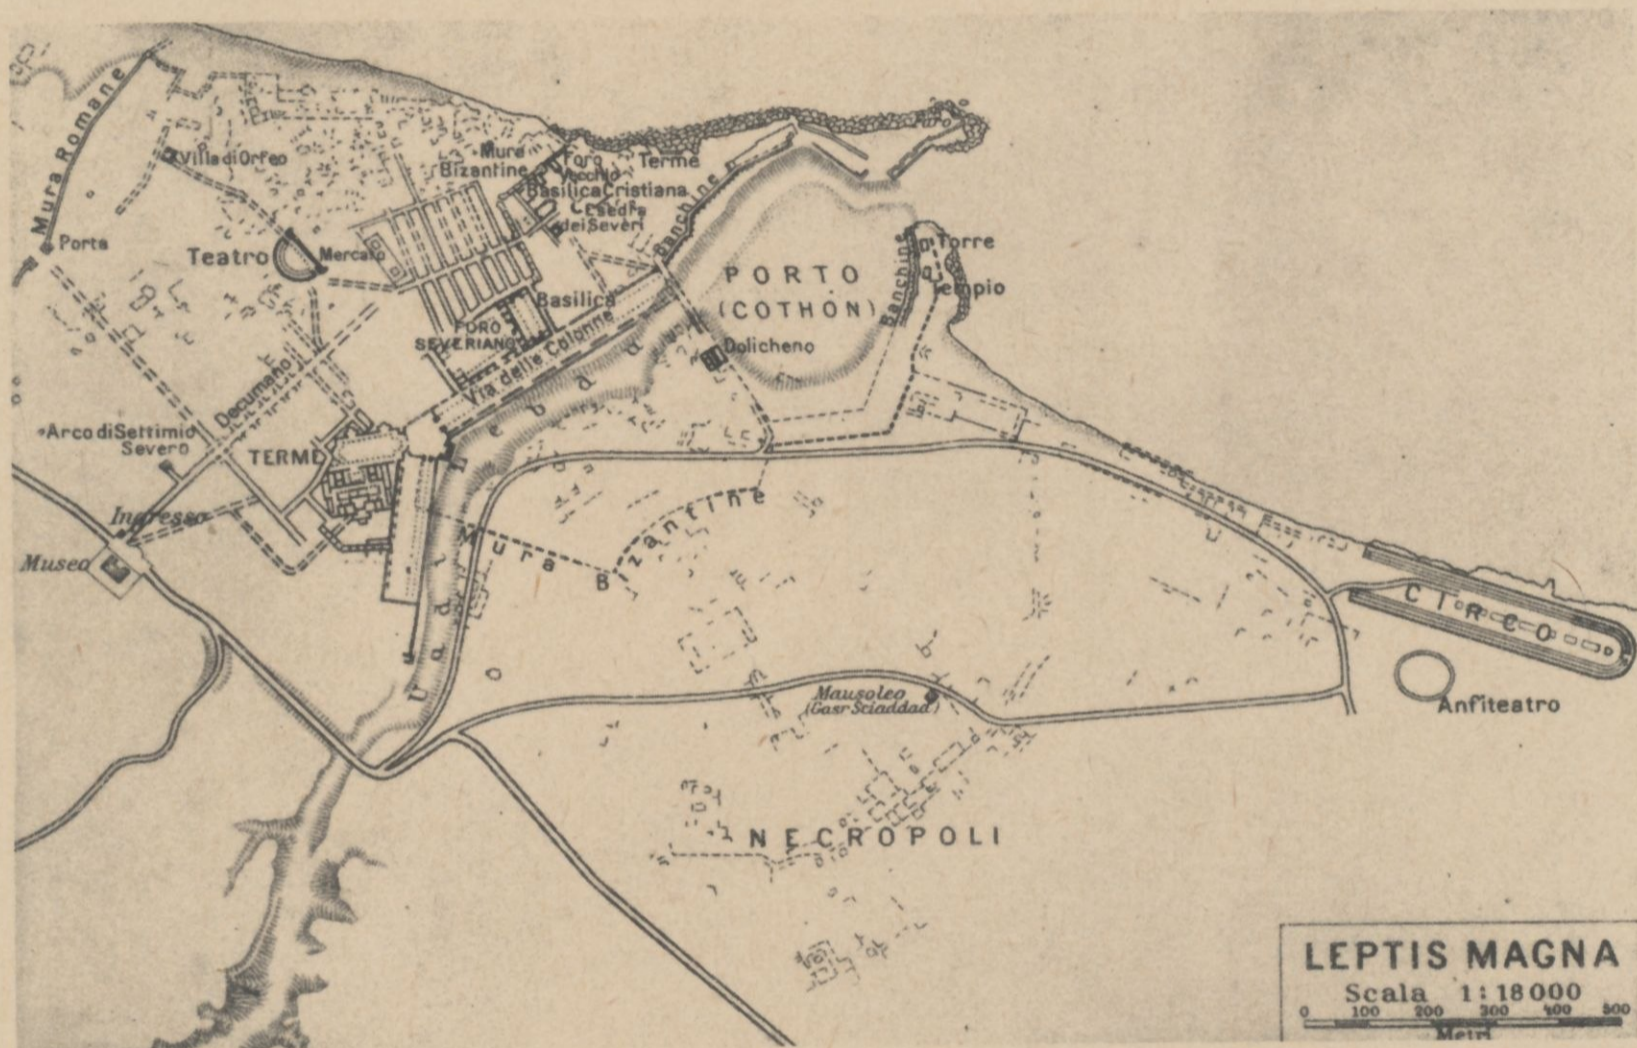 Mura Romane
Porta
Villa di Orfeo
Teatro
Mercato
Mura
Bizantine
Foro
Vecchio
Terme
Basilica Cristiana
Esedra
dei Severi
Banchine
Faro
PORTO
(COTHON)
Banchine
Torre
Tempio
Basilica
FORO
SEVERIANO
Via delle Colonne
Dolicheno
Decumano
Arco di Settimio
Severo
TERME
Ingresso
Museo
Uadi Lebda
Mura Bizantine
CIRCO
Anfiteatro
Mausoleo
(Gasr Sciaddad)
NECROPOLI
LEPTIS MAGNA
Scala 1:18000
0 100 200 300 400 500
Metri